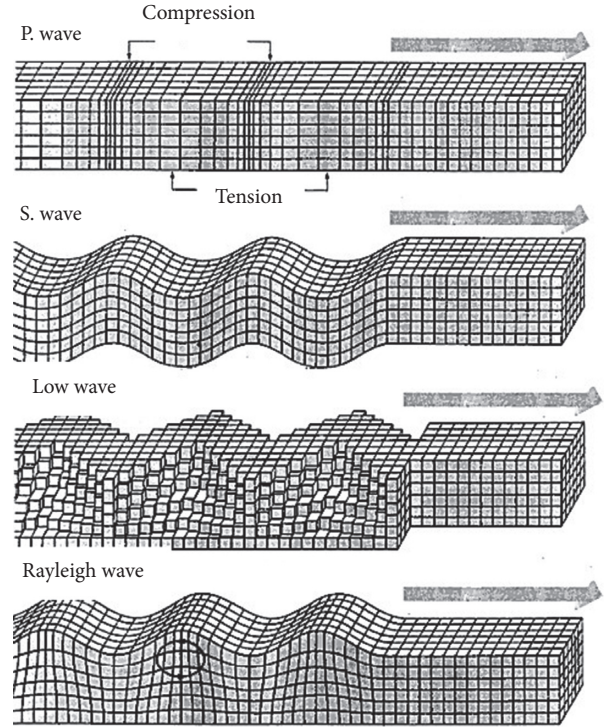 Compression
P. wave
Tension
S. wave
Low wave
Rayleigh wave